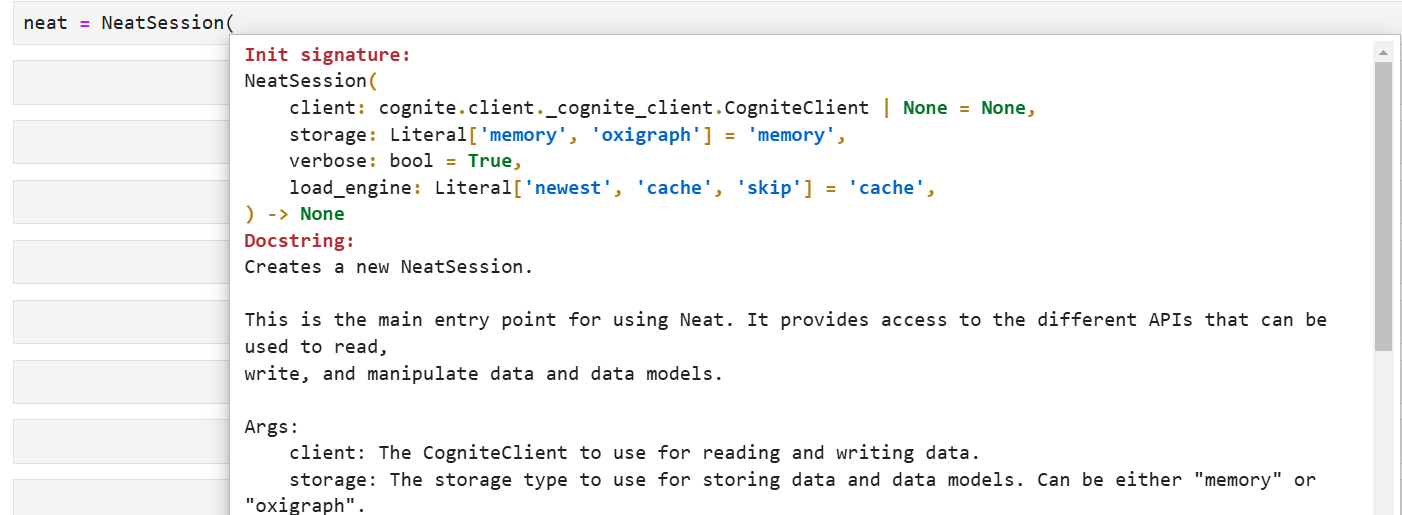 neat = NeatSession(
Init signature:
NeatSession(
    client: cognite.client._cognite_client.CogniteClient | None = None,
    storage: Literal['memory', 'oxigraph'] = 'memory',
    verbose: bool = True,
    load_engine: Literal['newest', 'cache', 'skip'] = 'cache',
) -> None
Docstring:
Creates a new NeatSession.

This is the main entry point for using Neat. It provides access to the different APIs that can be
used to read,
write, and manipulate data and data models.

Args:
    client: The CogniteClient to use for reading and writing data.
    storage: The storage type to use for storing data and data models. Can be either "memory" or
"oxigraph".